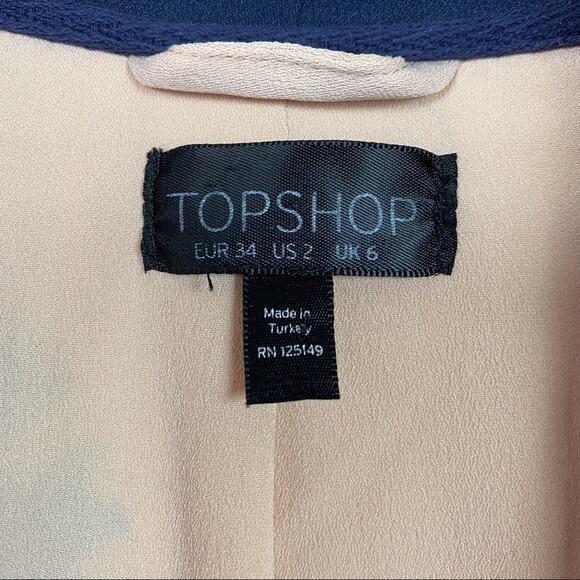 TOPSHOP
EUR 34 US 2 UK 6
Made in
Turkey
RN 125149